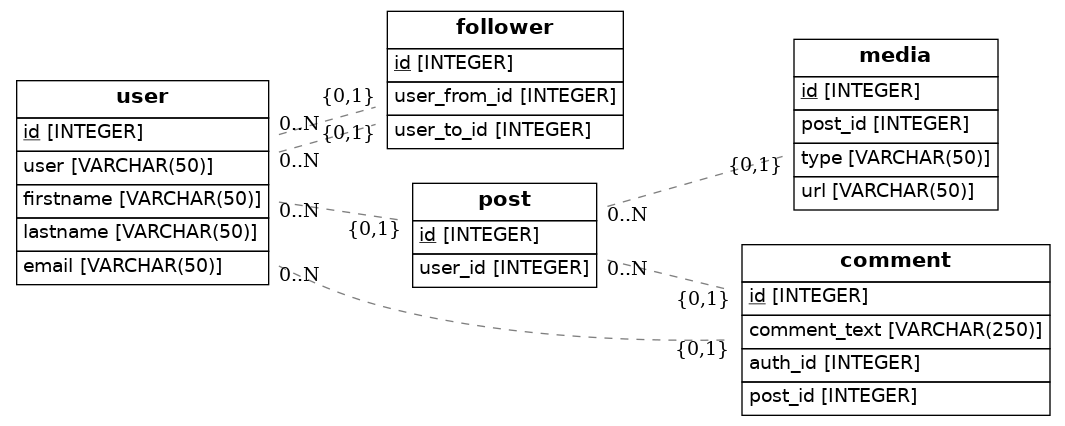 user
id [INTEGER]
user [VARCHAR(50)]
firstname [VARCHAR(50)]
lastname [VARCHAR(50)]
email [VARCHAR(50)]
0..N
0..N
0..N
0..N
{0,1}
{0,1}
{0,1}
follower
id [INTEGER]
user_from_id [INTEGER]
user_to_id [INTEGER]
post
id [INTEGER]
user_id [INTEGER]
0..N
0..N
{0,1}
{0,1}
{0,1}
media
id [INTEGER]
post_id [INTEGER]
type [VARCHAR(50)]
url [VARCHAR(50)]
comment
id [INTEGER]
comment_text [VARCHAR(250)]
auth_id [INTEGER]
post_id [INTEGER]